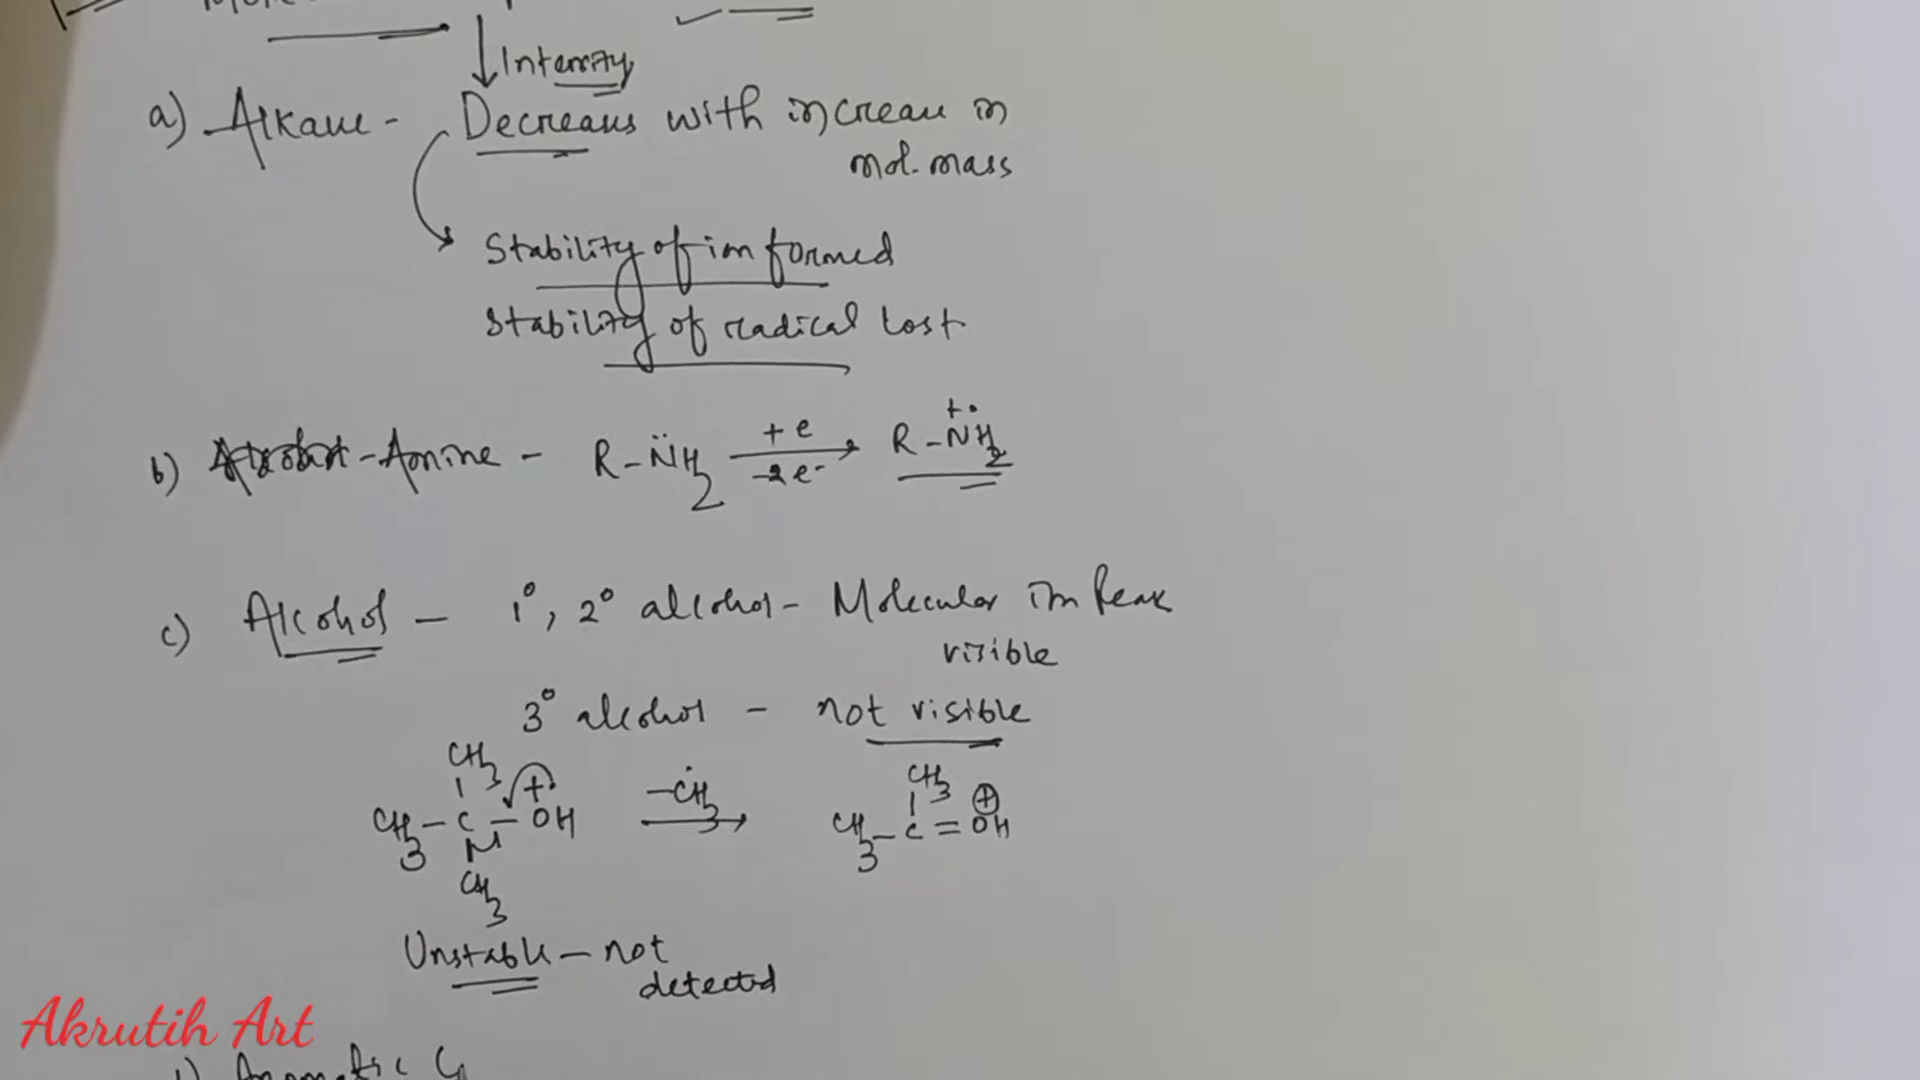 ↓ Intensity
a) Alkane - Decreases with increase in
mol. mass
Stability of ion formed
Stability of radical lost
b) - Amine - R-N̈H2 +e → -2e- R-N+•H2
c) Alcohol - 1°, 2° alcohol - Molecular ion Peak
visible
3° alcohol - not visible
CH3
CH3 - C - OH +• -ĊH3 → CH3 - C = OH ⊕
CH3
CH3
Unstable - not
detected
Akrutih Art
d) Aromatic